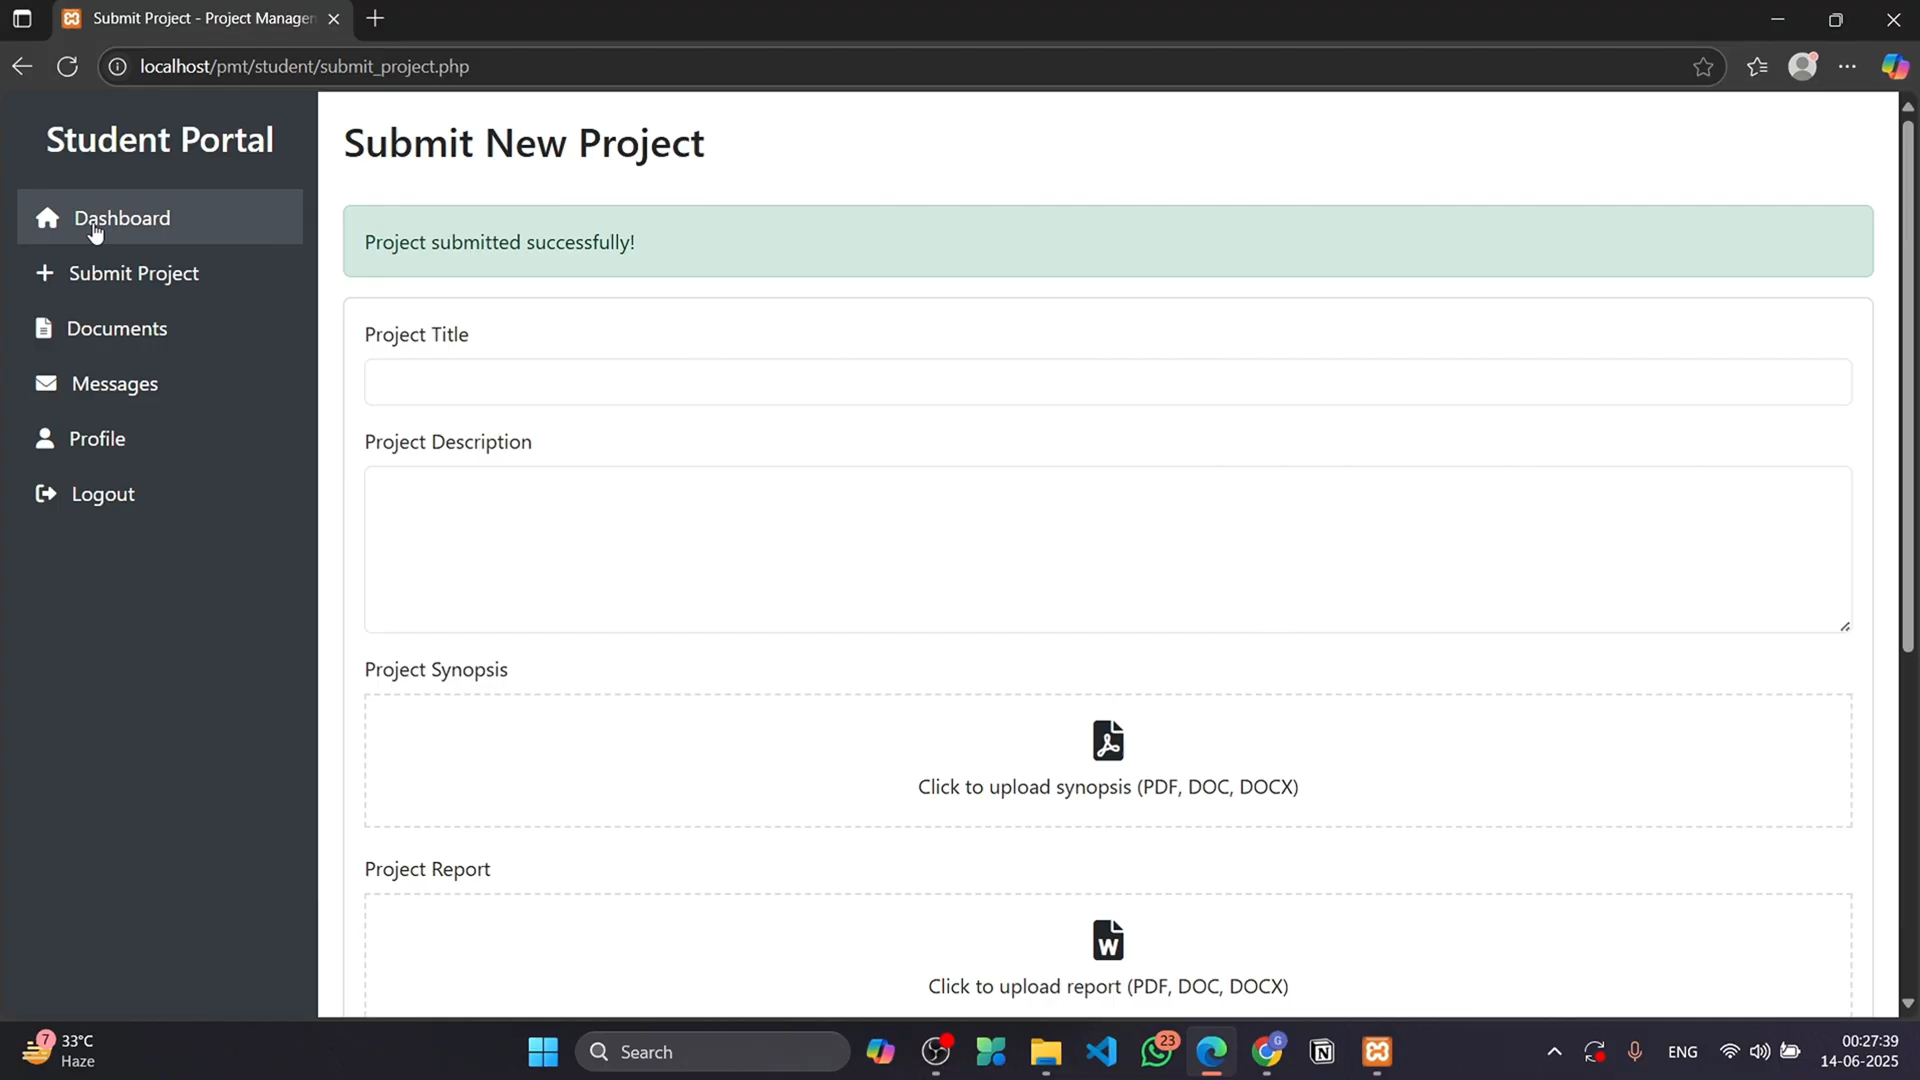 Submit Project - Project Managem
localhost/pmt/student/submit_project.php
Student Portal
Dashboard
Submit Project
Documents
Messages
Profile
Logout
Submit New Project
Project submitted successfully!
Project Title
Project Description
Project Synopsis
Click to upload synopsis (PDF, DOC, DOCX)
Project Report
W
Click to upload report (PDF, DOC, DOCX)
7
33°C
Haze
Search
23
G
ENG
00:27:39
14-06-2025